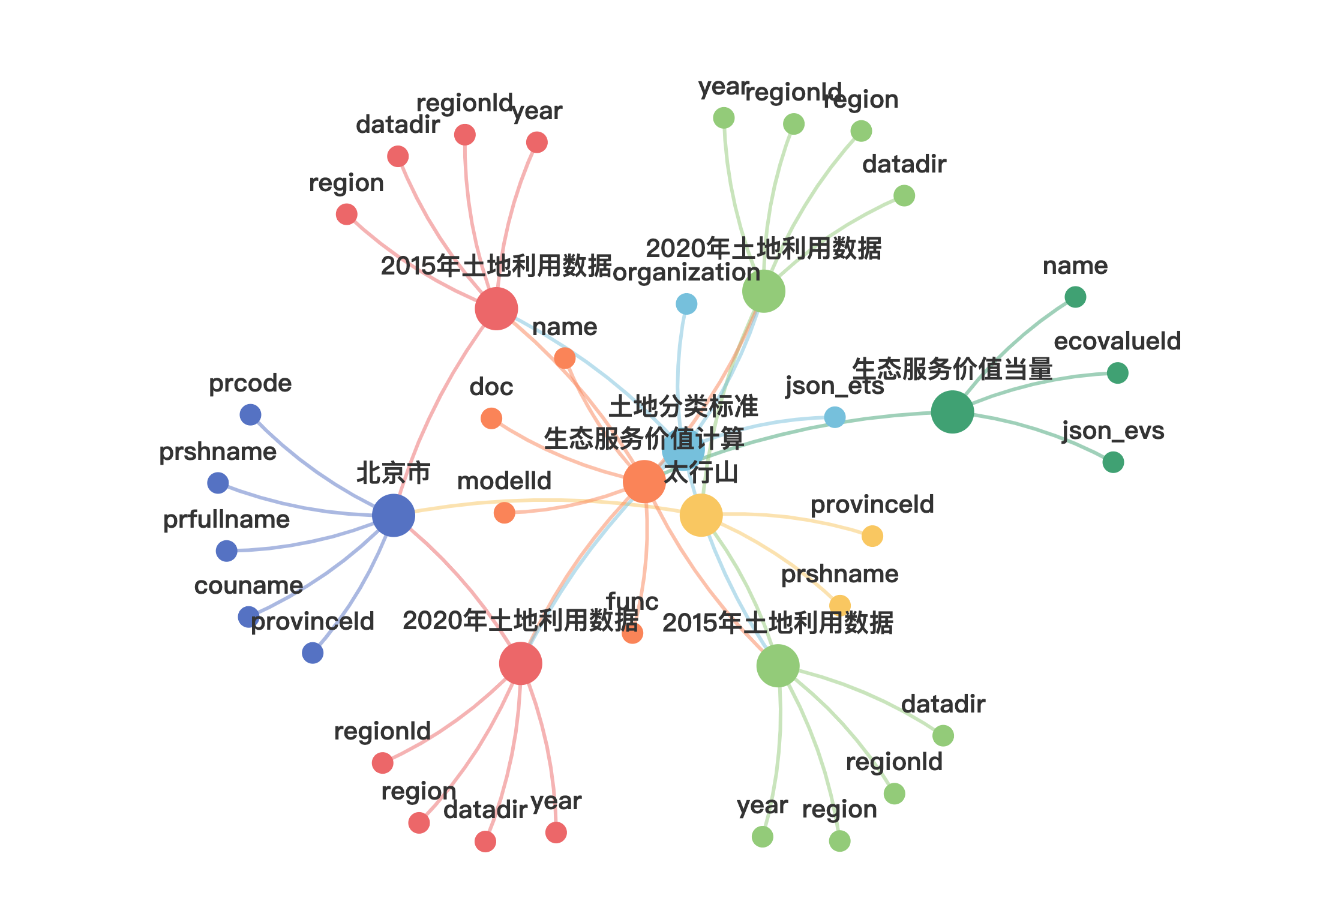 year
regionId
region
regionId
year
datadir
datadir
region
2020年土地利用数据
2015年土地利用数据
organization
name
name
ecovalueId
生态服务价值当量
prcode
doc
json_ets
土地分类标准
json_evs
生态服务价值计算
prshname
北京市
modelId
太行山
provinceId
prfullname
prshname
couname
func
provinceId
2020年土地利用数据
2015年土地利用数据
datadir
regionId
regionId
region
datadir
year
year
region